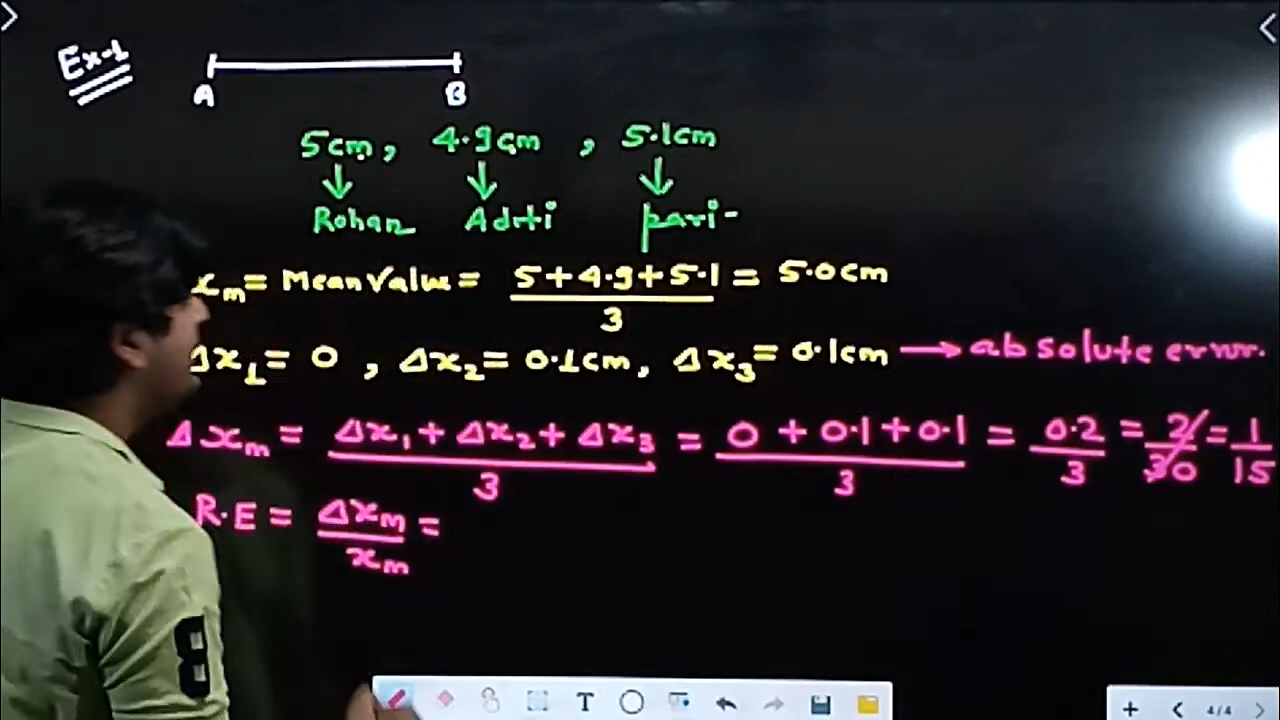 Ex-1
A B
5cm, 4.9cm, 5.1cm
↓ ↓ ↓
Rohan Aditi pari-
xₘ = Mean Value = (5+4.9+5.1)/3 = 5.0cm
Δx₁ = 0, Δx₂ = 0.1cm, Δx₃ = 0.1cm → absolute error.
Δxₘ = (Δx₁ + Δx₂ + Δx₃)/3 = (0 + 0.1 + 0.1)/3 = 0.2/3 = 2/30 = 1/15
R.E = Δxₘ/xₘ =
8
T
4/4